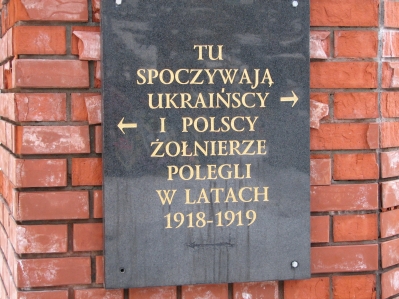 TU
SPOCZYWAJĄ
UKRAIŃSCY →
← I POLSCY
ŻOŁNIERZE
POLEGLI
W LATACH
1918-1919